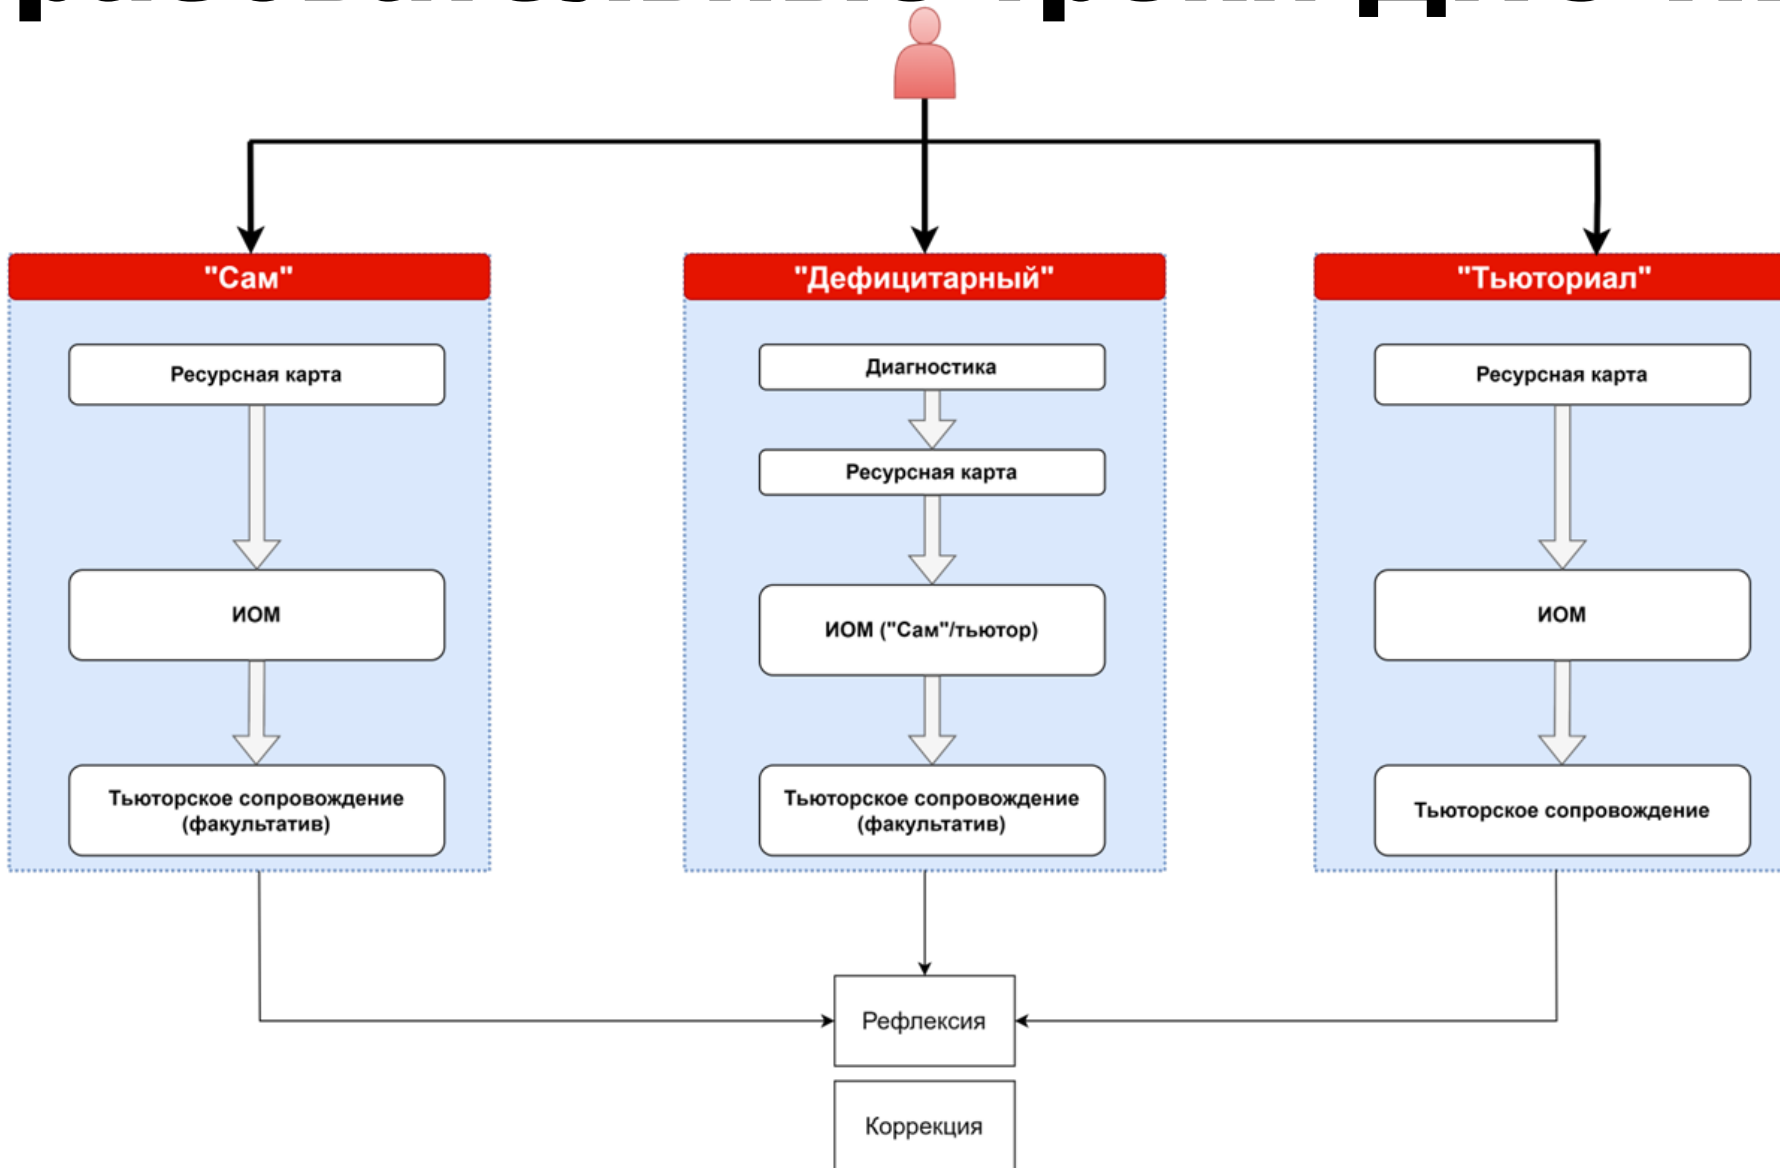 "Сам"
Ресурсная карта
ИОМ
Тьюторское сопровождение
(факультатив)
"Дефицитарный"
Диагностика
Ресурсная карта
ИОМ ("Сам"/тьютор)
Тьюторское сопровождение
(факультатив)
"Тьюториал"
Ресурсная карта
ИОМ
Тьюторское сопровождение
Рефлексия
Коррекция